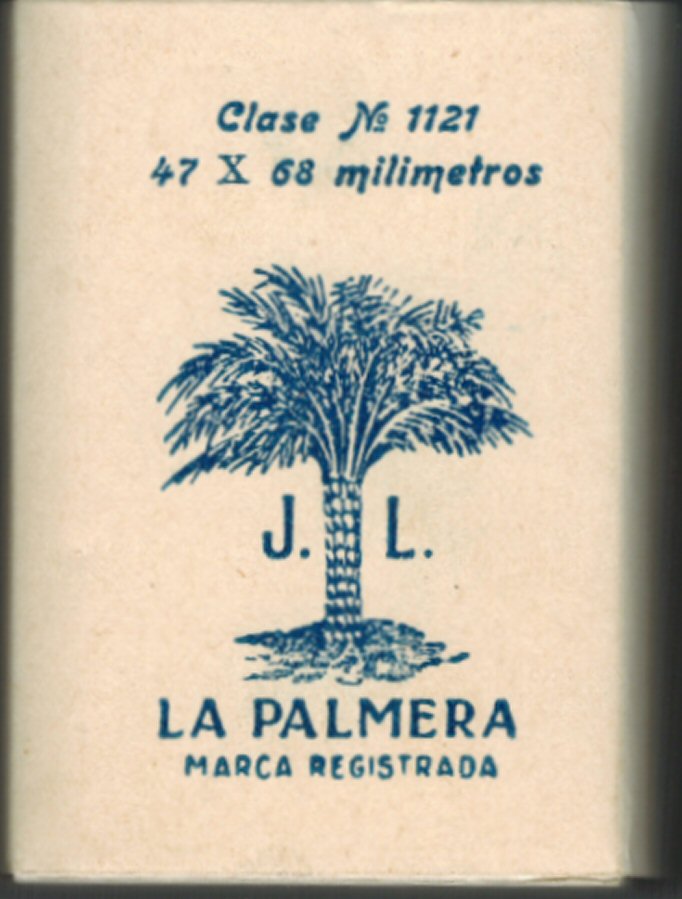 Clase № 1121
47 X 68 milimetros
J. L.
LA PALMERA
MARCA REGISTRADA